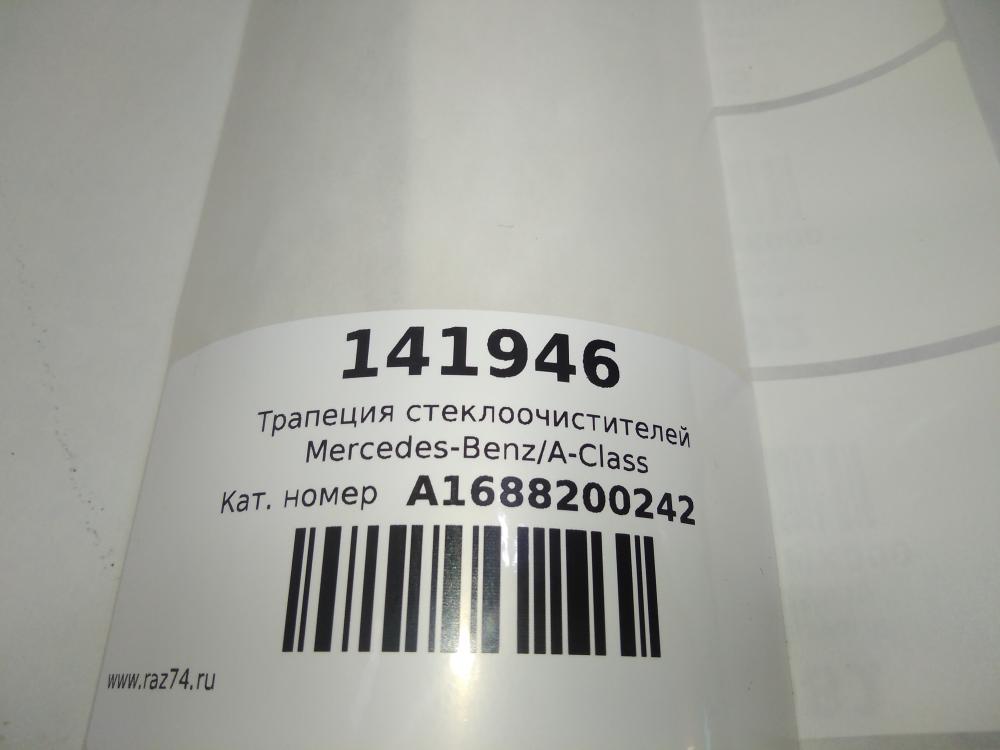 141946
Трапеция стеклоочистителей
Mercedes-Benz/A-Class
Кат. номер A1688200242
www.raz74.ru